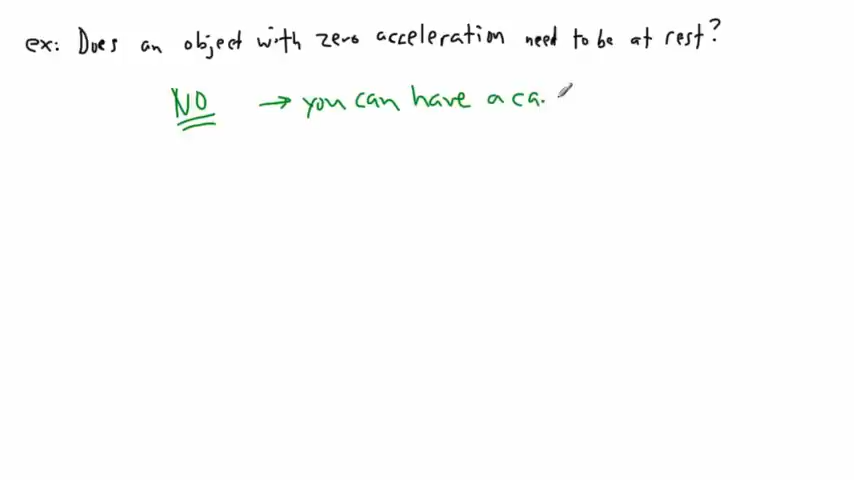 ex: Does an object with zero acceleration need to be at rest?
NO → you can have a ca.